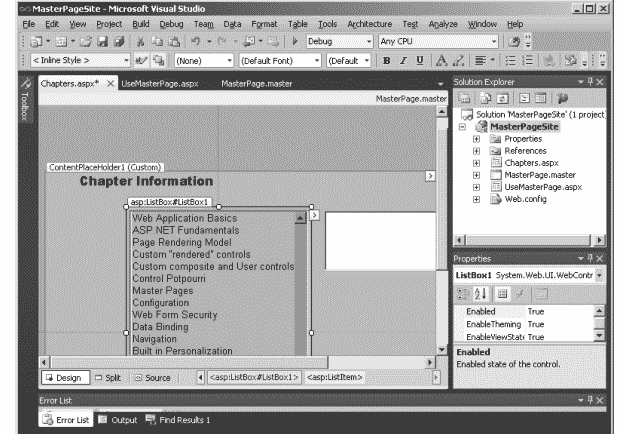 MasterPageSite - Microsoft Visual Studio
File Edit View Project Build Debug Team Data Format Table Tools Architecture Test Analyze Window Help
Debug Any CPU
< Inline Style > (None) (Default Font) (Default B I U A
Chapters.aspx* X UseMasterPage.aspx MasterPage.master
Toolbox
MasterPage.master
ContentPlaceHolder1 (Custom)
Chapter Information
asp:ListBox#ListBox1
Web Application Basics
ASP.NET Fundamentals
Page Rendering Model
Custom "rendered" controls
Custom composite and User controls
Control Potpourri
Master Pages
Configuration
Web Form Security
Data Binding
Navigation
Built in Personalization
Design Split Source <asp:ListBox#ListBox1> <asp:ListItem>
Solution Explorer
Solution 'MasterPageSite' (1 project
MasterPageSite
Properties
References
Chapters.aspx
MasterPage.master
UseMasterPage.aspx
Web.config
Properties
ListBox1 System.Web.UI.WebContr
Enabled True
EnableTheming True
EnableViewState True
Enabled
Enabled state of the control.
Error List
Error List Output Find Results 1